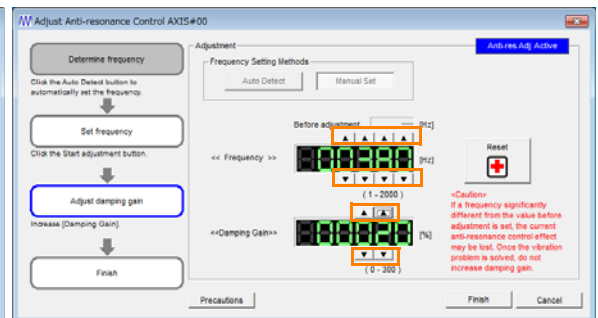 Adjust Anti-resonance Control AXIS#00
Determine frequency
Click the Auto Detect button to
automatically set the frequency.
Set frequency
Click the Start adjustment button.
Adjust damping gain
Increase [Damping Gain].
Finish
Adjustment
Anti-res Adj Active
Frequency Setting Methods
Auto Detect
Manual Set
Before adjustment --- [Hz]
<< Frequency >>
000380
[Hz]
(1 - 2000)
<<Damping Gain>>
000020
[%]
(0 - 300)
Reset
<Caution>
If a frequency significantly
different from the value before
adjustment is set, the current
anti-resonance control effect
may be lost. Once the vibration
problem is solved, do not
increase damping gain.
Precautions
Finish
Cancel